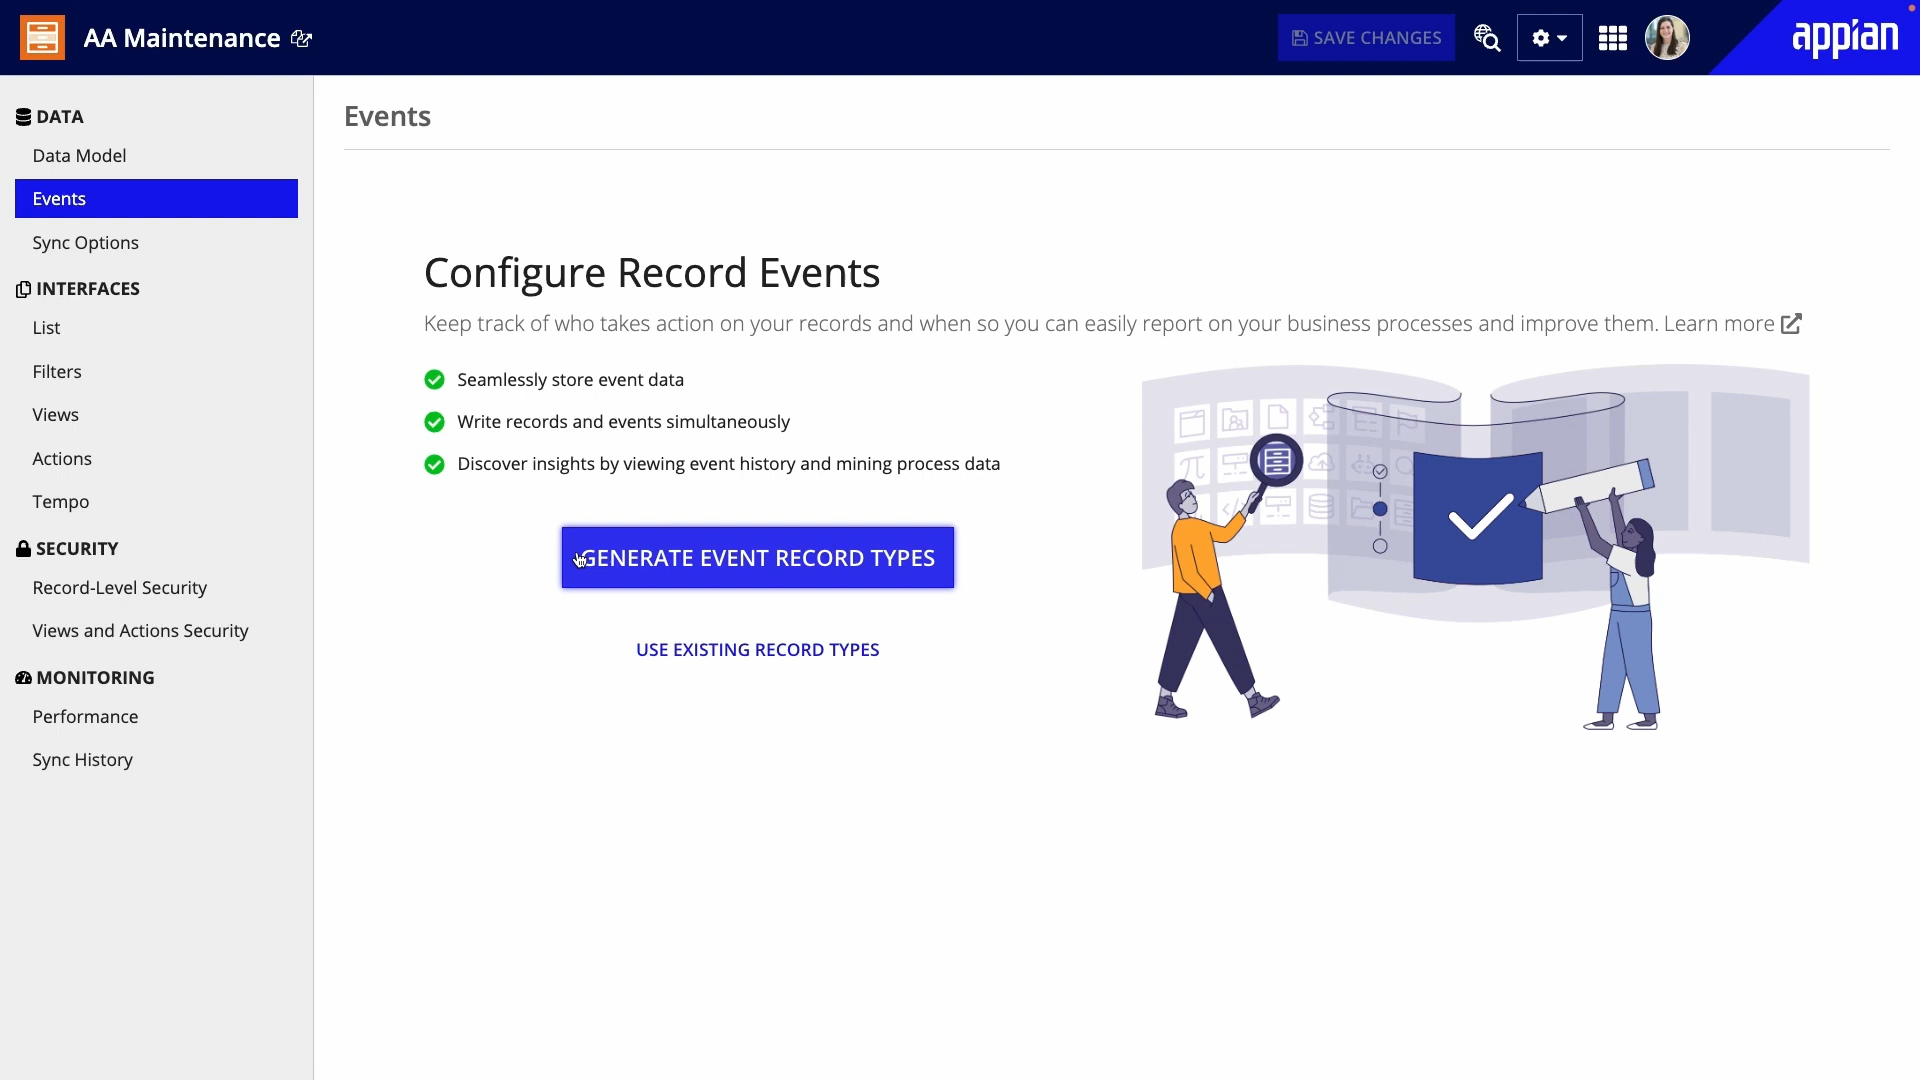 AA Maintenance
SAVE CHANGES
appian
DATA
Data Model
Events
Sync Options
INTERFACES
List
Filters
Views
Actions
Tempo
SECURITY
Record-Level Security
Views and Actions Security
MONITORING
Performance
Sync History
Events
Configure Record Events
Keep track of who takes action on your records and when so you can easily report on your business processes and improve them. Learn more
Seamlessly store event data
Write records and events simultaneously
Discover insights by viewing event history and mining process data
GENERATE EVENT RECORD TYPES
USE EXISTING RECORD TYPES